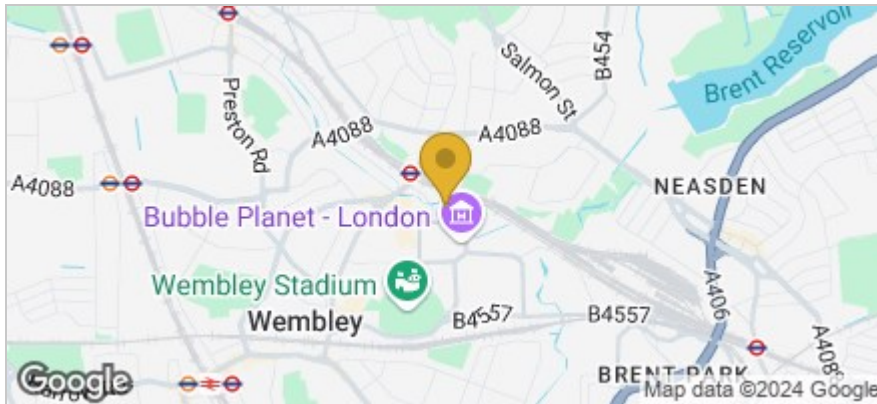 Brent Reservoir
B454
Salmon St
Preston Rd
A4088
A4088
A4088
NEASDEN
Bubble Planet - London
Wembley Stadium
A406
Wembley
B4557
B4557
BRENT PARK
Google
Map data ©2024 Google